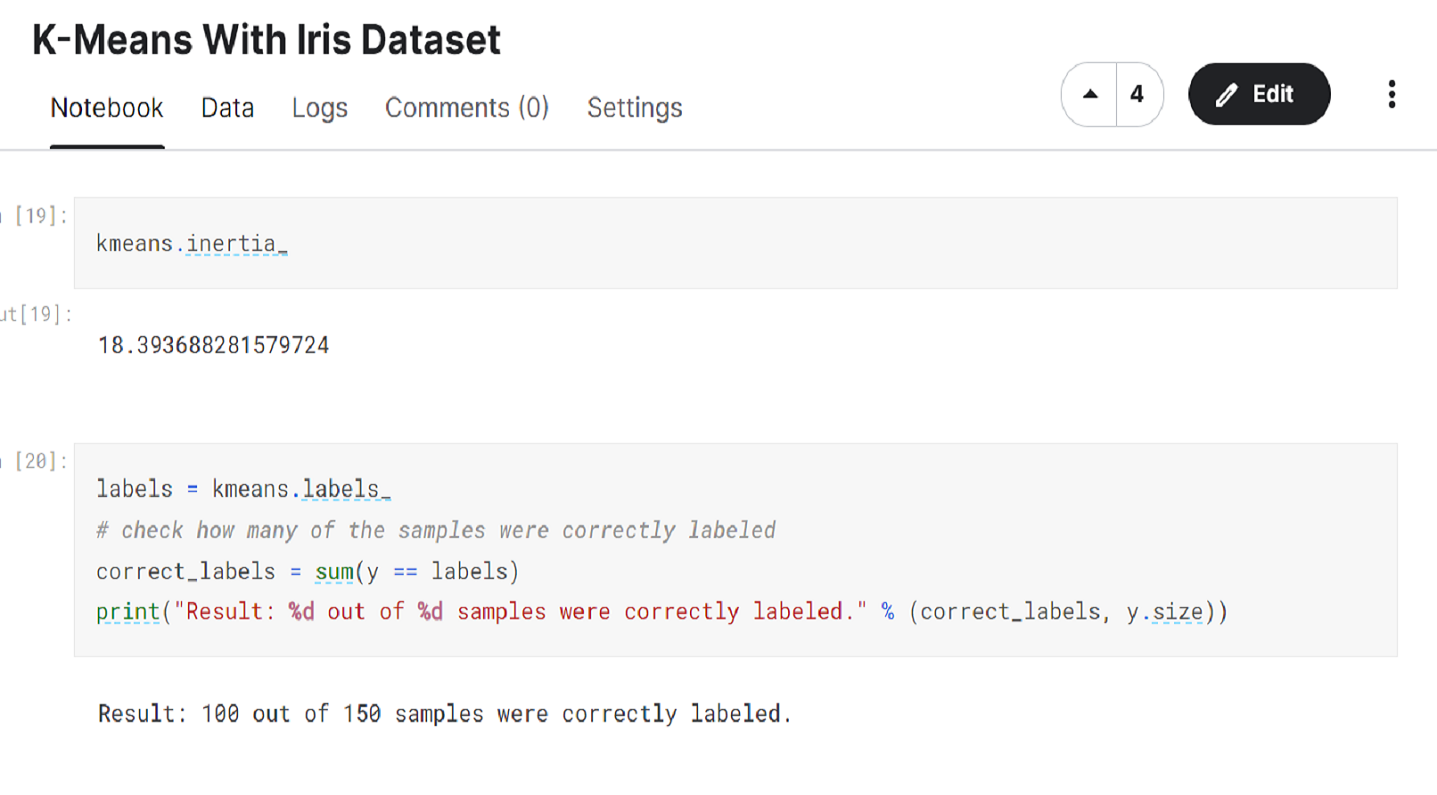 K-Means With Iris Dataset
Notebook Data Logs Comments (0) Settings
4 Edit
[19]:
kmeans.inertia_
ut[19]:
18.393688281579724
[20]:
labels = kmeans.labels_
# check how many of the samples were correctly labeled
correct_labels = sum(y == labels)
print("Result: %d out of %d samples were correctly labeled." % (correct_labels, y.size))
Result: 100 out of 150 samples were correctly labeled.